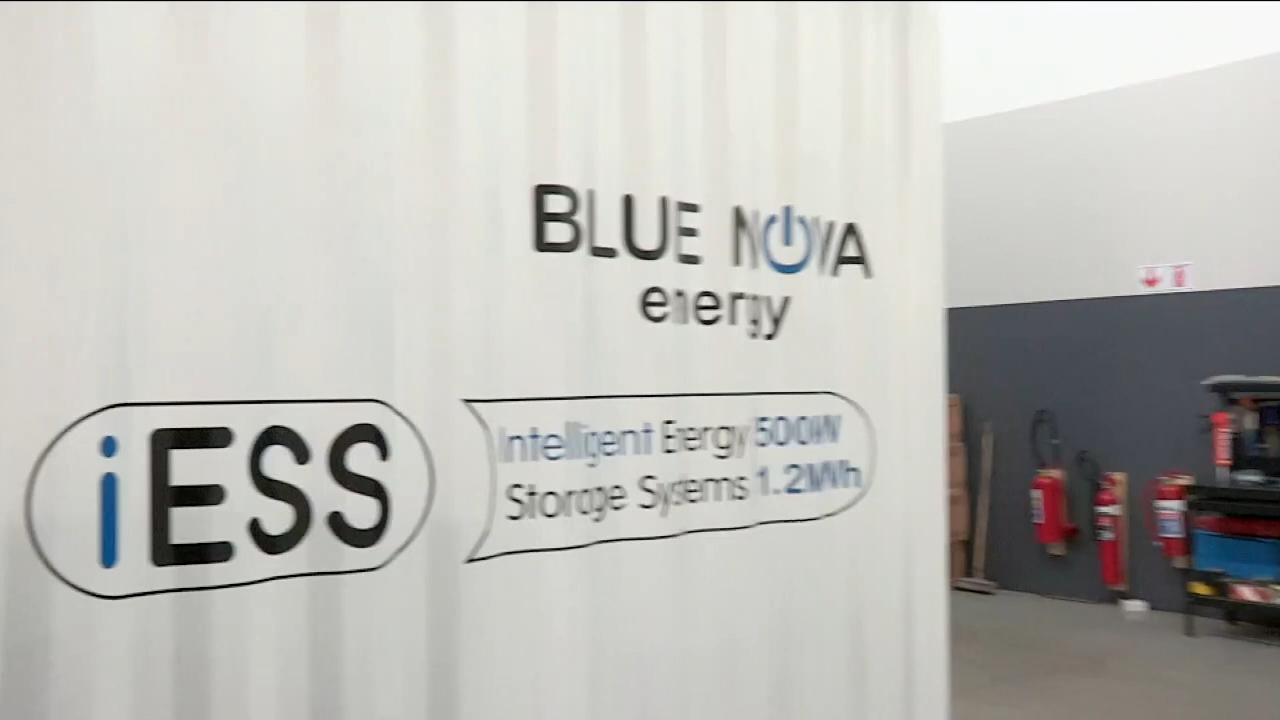 BLUE NOVA
energy
iESS
Intelligent Energy 500kW
Storage Systems 1.2MWh